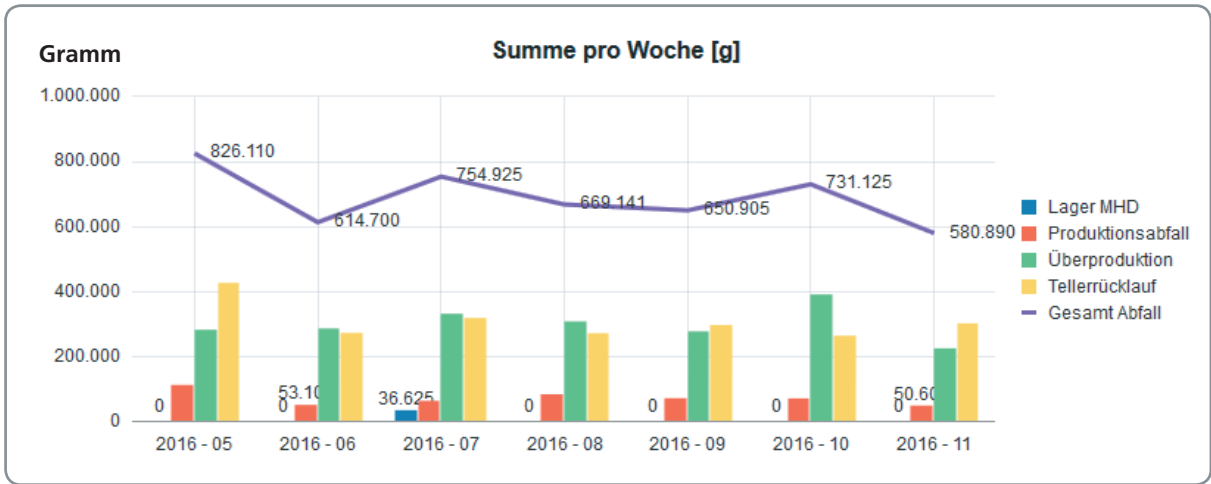 Gramm
Summe pro Woche [g]
1.000.000
800.000
600.000
400.000
200.000
0
826.110
614.700
754.925
669.141
650.905
731.125
580.890
0
53.10
0
36.625
0
0
0
50.60
0
2016 - 05
2016 - 06
2016 - 07
2016 - 08
2016 - 09
2016 - 10
2016 - 11
Lager MHD
Produktionsabfall
Überproduktion
Tellerrücklauf
Gesamt Abfall